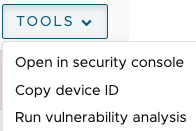 TOOLS
Open in security console
Copy device ID
Run vulnerability analysis